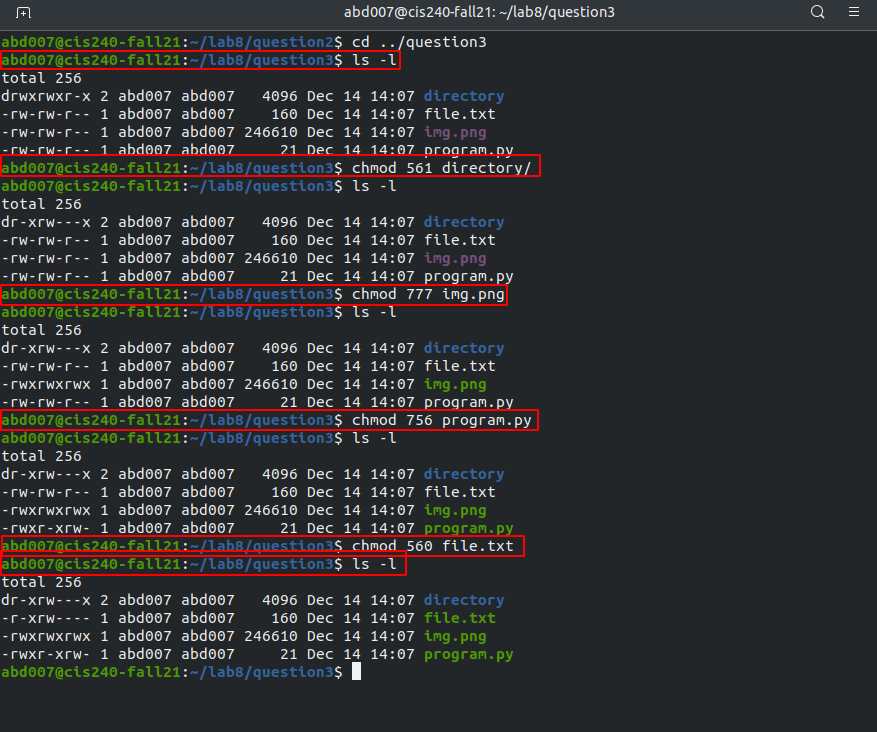 abd007@cis240-fall21: ~/lab8/question3
abd007@cis240-fall21:~/lab8/question2$ cd ../question3
abd007@cis240-fall21:~/lab8/question3$ ls -l
total 256
drwxrwxr-x 2 abd007 abd007   4096 Dec 14 14:07 directory
-rw-rw-r-- 1 abd007 abd007    160 Dec 14 14:07 file.txt
-rw-rw-r-- 1 abd007 abd007 246610 Dec 14 14:07 img.png
-rw-rw-r-- 1 abd007 abd007     21 Dec 14 14:07 program.py
abd007@cis240-fall21:~/lab8/question3$ chmod 561 directory/
abd007@cis240-fall21:~/lab8/question3$ ls -l
total 256
dr-xrw---x 2 abd007 abd007   4096 Dec 14 14:07 directory
-rw-rw-r-- 1 abd007 abd007    160 Dec 14 14:07 file.txt
-rw-rw-r-- 1 abd007 abd007 246610 Dec 14 14:07 img.png
-rw-rw-r-- 1 abd007 abd007     21 Dec 14 14:07 program.py
abd007@cis240-fall21:~/lab8/question3$ chmod 777 img.png
abd007@cis240-fall21:~/lab8/question3$ ls -l
total 256
dr-xrw---x 2 abd007 abd007   4096 Dec 14 14:07 directory
-rw-rw-r-- 1 abd007 abd007    160 Dec 14 14:07 file.txt
-rwxrwxrwx 1 abd007 abd007 246610 Dec 14 14:07 img.png
-rw-rw-r-- 1 abd007 abd007     21 Dec 14 14:07 program.py
abd007@cis240-fall21:~/lab8/question3$ chmod 756 program.py
abd007@cis240-fall21:~/lab8/question3$ ls -l
total 256
dr-xrw---x 2 abd007 abd007   4096 Dec 14 14:07 directory
-rw-rw-r-- 1 abd007 abd007    160 Dec 14 14:07 file.txt
-rwxrwxrwx 1 abd007 abd007 246610 Dec 14 14:07 img.png
-rwxr-xrw- 1 abd007 abd007     21 Dec 14 14:07 program.py
abd007@cis240-fall21:~/lab8/question3$ chmod 560 file.txt
abd007@cis240-fall21:~/lab8/question3$ ls -l
total 256
dr-xrw---x 2 abd007 abd007   4096 Dec 14 14:07 directory
-r-xrw---- 1 abd007 abd007    160 Dec 14 14:07 file.txt
-rwxrwxrwx 1 abd007 abd007 246610 Dec 14 14:07 img.png
-rwxr-xrw- 1 abd007 abd007     21 Dec 14 14:07 program.py
abd007@cis240-fall21:~/lab8/question3$